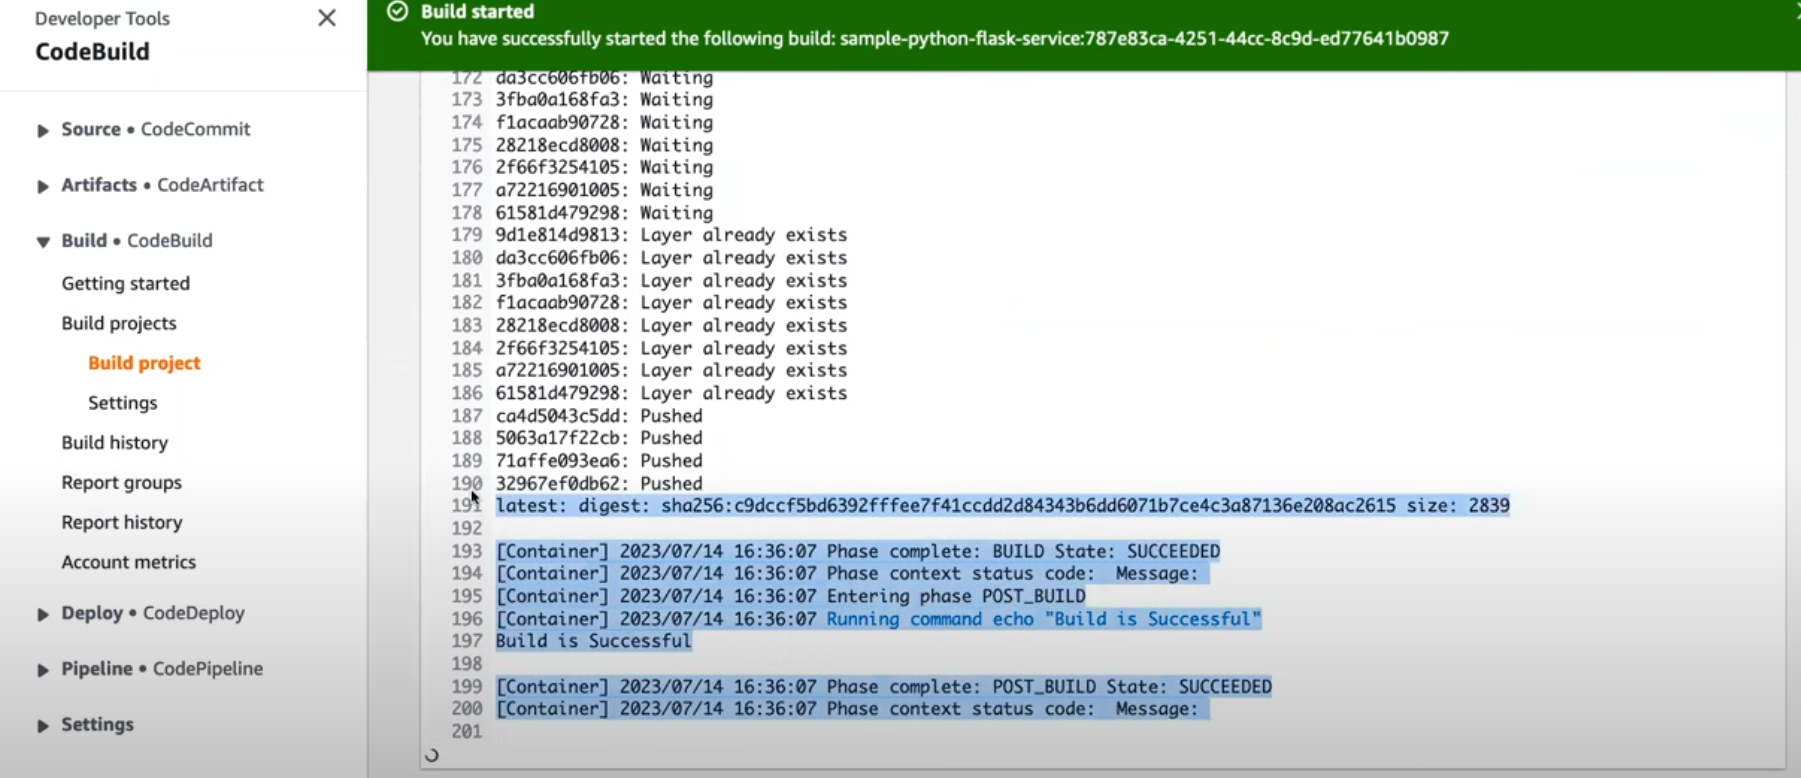 Developer Tools
CodeBuild
Source • CodeCommit
Artifacts • CodeArtifact
Build • CodeBuild
Getting started
Build projects
Build project
Settings
Build history
Report groups
Report history
Account metrics
Deploy • CodeDeploy
Pipeline • CodePipeline
Settings
Build started
You have successfully started the following build: sample-python-flask-service:787e83ca-4251-44cc-8c9d-ed77641b0987
172 da3cc606fb06: Waiting
173 3fba0a168fa3: Waiting
174 f1acaab90728: Waiting
175 28218ecd8008: Waiting
176 2f66f3254105: Waiting
177 a72216901005: Waiting
178 61581d479298: Waiting
179 9d1e814d9813: Layer already exists
180 da3cc606fb06: Layer already exists
181 3fba0a168fa3: Layer already exists
182 f1acaab90728: Layer already exists
183 28218ecd8008: Layer already exists
184 2f66f3254105: Layer already exists
185 a72216901005: Layer already exists
186 61581d479298: Layer already exists
187 ca4d5043c5dd: Pushed
188 5063a17f22cb: Pushed
189 71affe093ea6: Pushed
190 32967ef0db62: Pushed
191 latest: digest: sha256:c9dccf5bd6392fffee7f41ccdd2d84343b6dd6071b7ce4c3a87136e208ac2615 size: 2839
192
193 [Container] 2023/07/14 16:36:07 Phase complete: BUILD State: SUCCEEDED
194 [Container] 2023/07/14 16:36:07 Phase context status code:  Message:
195 [Container] 2023/07/14 16:36:07 Entering phase POST_BUILD
196 [Container] 2023/07/14 16:36:07 Running command echo "Build is Successful"
197 Build is Successful
198
199 [Container] 2023/07/14 16:36:07 Phase complete: POST_BUILD State: SUCCEEDED
200 [Container] 2023/07/14 16:36:07 Phase context status code:  Message:
201